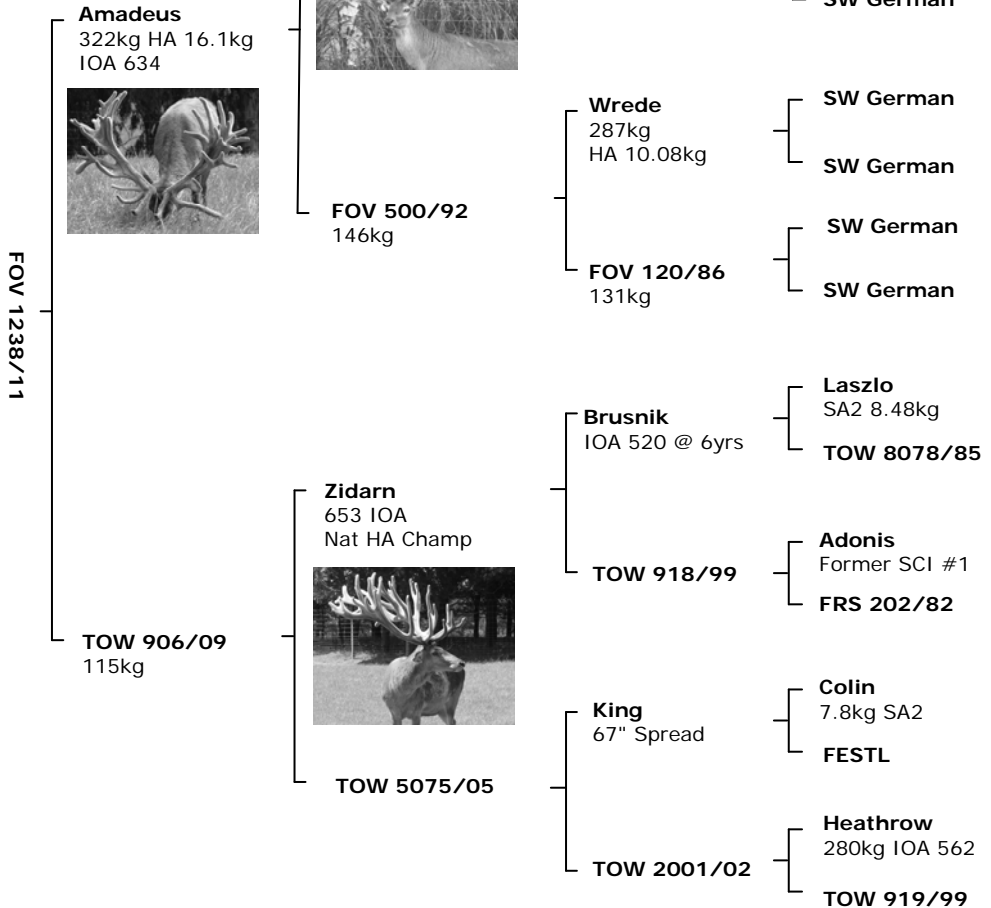 SW German
Amadeus
322kg HA 16.1kg
IOA 634
Wrede
287kg
HA 10.08kg
SW German
SW German
FOV 500/92
146kg
FOV 120/86
131kg
SW German
SW German
FOV 1238/11
Brusnik
IOA 520 @ 6yrs
Laszlo
SA2 8.48kg
TOW 8078/85
Zidarn
653 IOA
Nat HA Champ
TOW 918/99
Adonis
Former SCI #1
FRS 202/82
TOW 906/09
115kg
King
67" Spread
Colin
7.8kg SA2
FESTL
TOW 5075/05
TOW 2001/02
Heathrow
280kg IOA 562
TOW 919/99